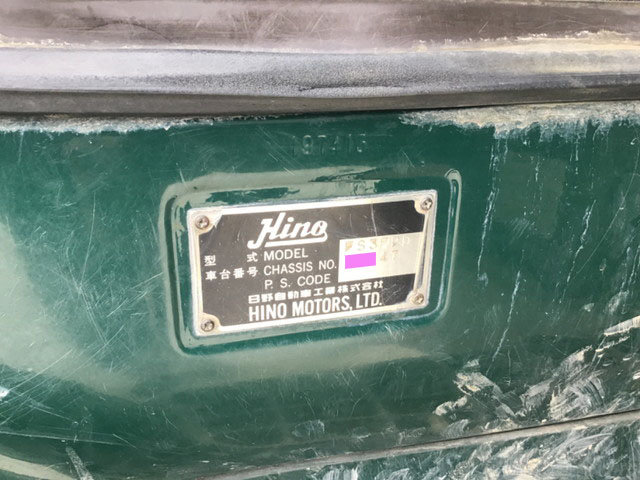 Hino
型 式 MODEL
車台番号 CHASSIS NO. 47
P. S. CODE
日野自動車工業株式会社
HINO MOTORS, LTD.